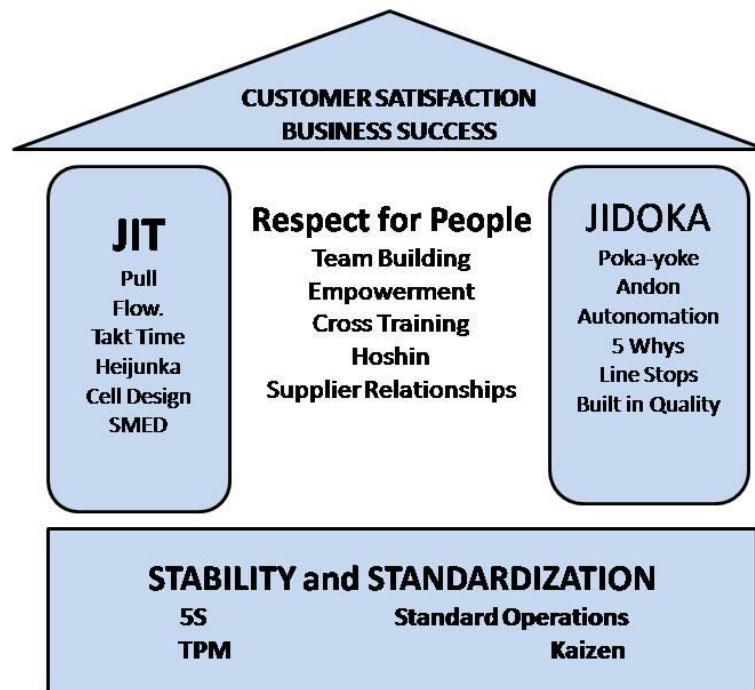 CUSTOMER SATISFACTION
BUSINESS SUCCESS
JIT
Pull
Flow.
Takt Time
Heijunka
Cell Design
SMED
Respect for People
Team Building
Empowerment
Cross Training
Hoshin
Supplier Relationships
JIDOKA
Poka-yoke
Andon
Autonomation
5 Whys
Line Stops
Built in Quality
STABILITY and STANDARDIZATION
5S Standard Operations
TPM Kaizen